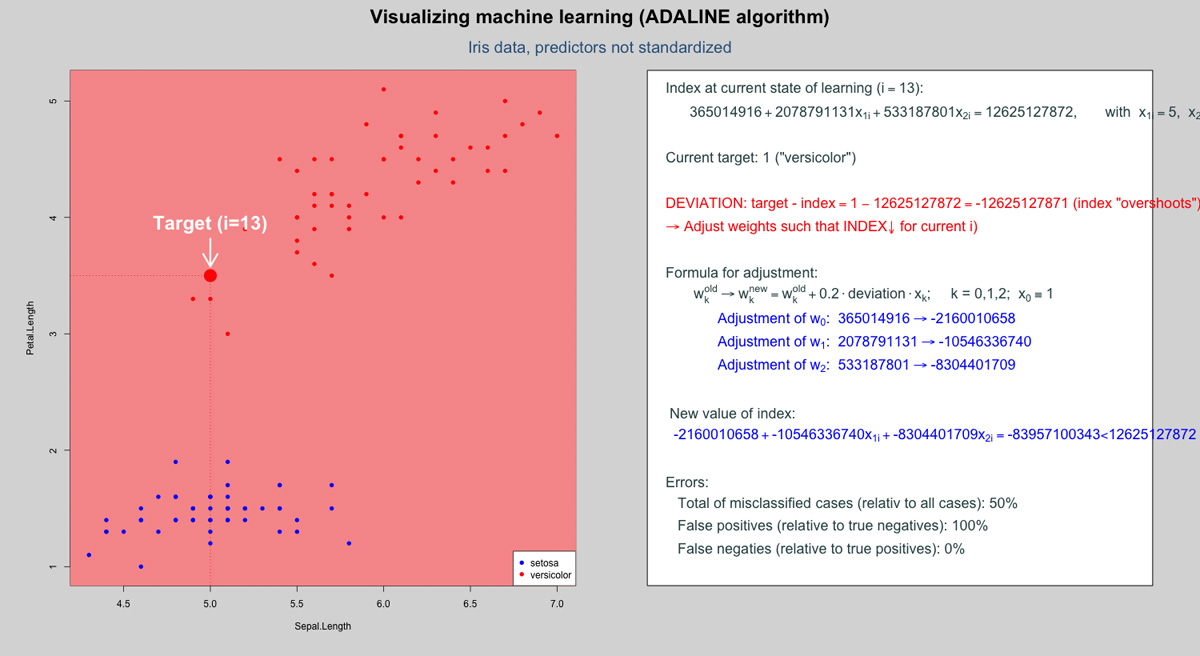 Visualizing machine learning (ADALINE algorithm)
Iris data, predictors not standardized
Petal.Length
5
4
3
2
1
Target (i=13)
setosa
versicolor
4.5 5.0 5.5 6.0 6.5 7.0
Sepal.Length
Index at current state of learning (i = 13):
365014916 + 2078791131x₁ᵢ + 533187801x₂ᵢ = 12625127872, with x₁ = 5, x₂
Current target: 1 ("versicolor")
DEVIATION: target - index = 1 − 12625127872 = -12625127871 (index "overshoots")
→ Adjust weights such that INDEX↓ for current i)
Formula for adjustment:
wₖᵒˡᵈ → wₖⁿᵉʷ = wₖᵒˡᵈ + 0.2 · deviation · xₖ; k = 0,1,2; x₀ ≡ 1
Adjustment of w₀: 365014916 → -2160010658
Adjustment of w₁: 2078791131 → -10546336740
Adjustment of w₂: 533187801 → -8304401709
New value of index:
-2160010658 + -10546336740x₁ᵢ + -8304401709x₂ᵢ = -83957100343<12625127872
Errors:
Total of misclassified cases (relativ to all cases): 50%
False positives (relative to true negatives): 100%
False negaties (relative to true positives): 0%